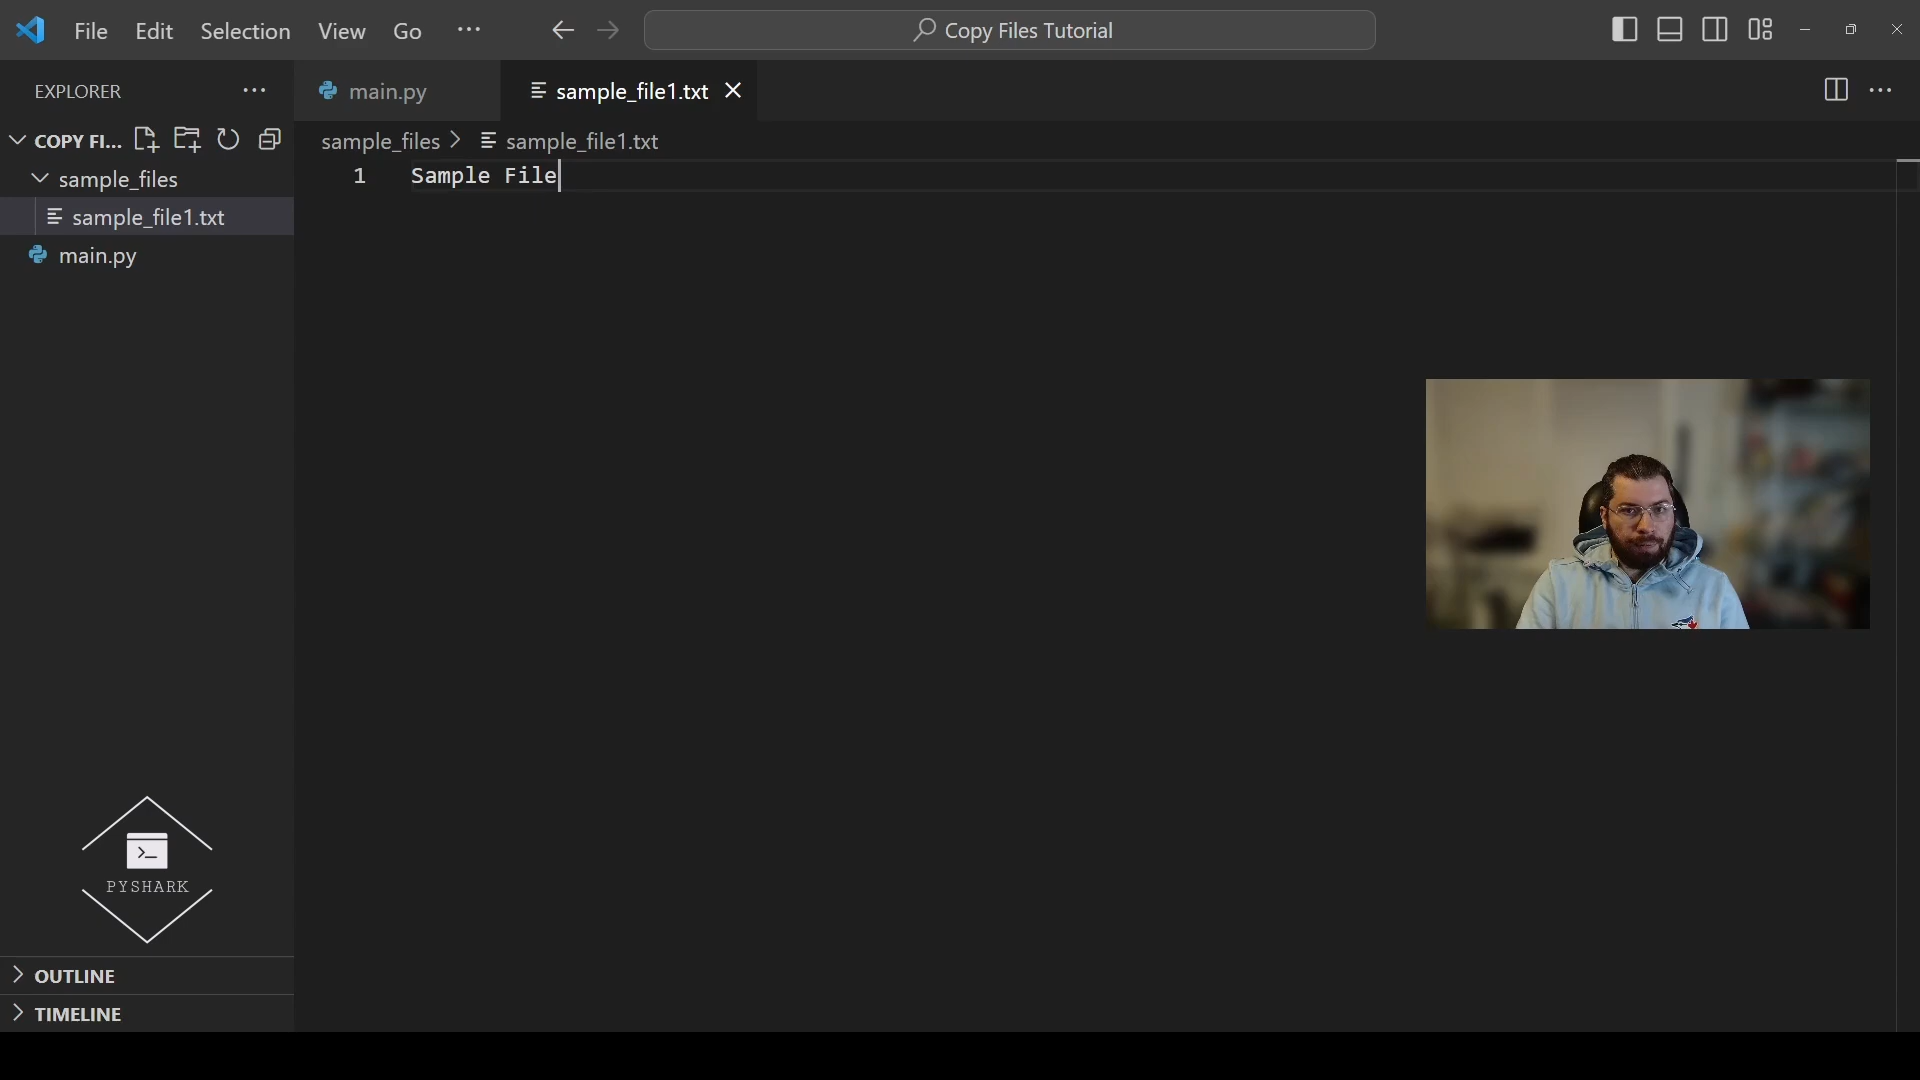 File Edit Selection View Go
Copy Files Tutorial
EXPLORER
main.py
sample_file1.txt
COPY FI...
sample_files
sample_file1.txt
main.py
sample_files > sample_file1.txt
1 Sample File
>_
PYSHARK
OUTLINE
TIMELINE